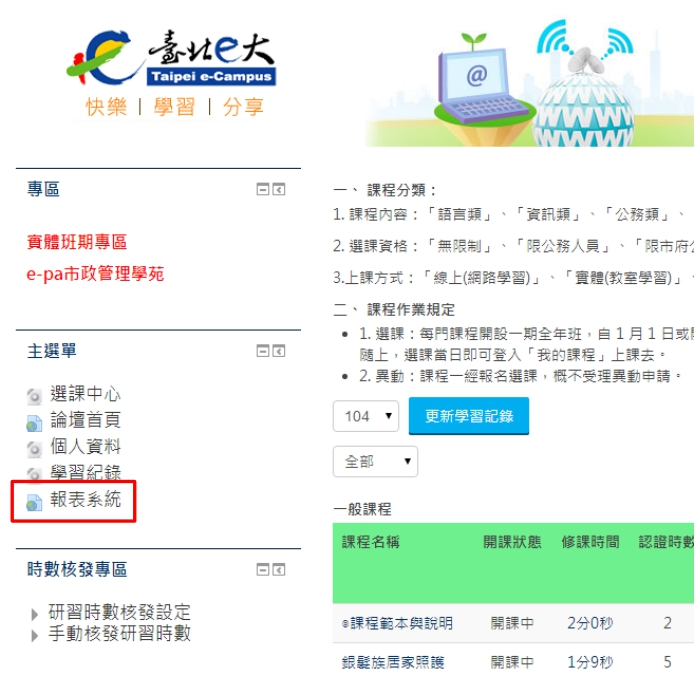 臺北e大
Taipei e-Campus
快樂 | 學習 | 分享
@
WWW
WWW
專區
實體班期專區
e-pa市政管理學苑
主選單
選課中心
論壇首頁
個人資料
學習紀錄
報表系統
時數核發專區
研習時數核發設定
手動核發研習時數
一、 課程分類：
1. 課程內容：「語言類」、「資訊類」、「公務類」、
2. 選課資格：「無限制」、「限公務人員」、「限市府
3.上課方式：「線上(網路學習)」、「實體(教室學習)」、
二、 課程作業規定
1. 選課：每門課程開設一期全年班，自 1 月 1 日或
隨上，選課當日即可登入「我的課程」上課去。
2. 異動：課程一經報名選課，概不受理異動申請。
104 更新學習記錄
全部
一般課程
課程名稱 開課狀態 修課時間 認證時數
※課程範本與說明 開課中 2分0秒 2
銀髮族居家照護 開課中 1分9秒 5